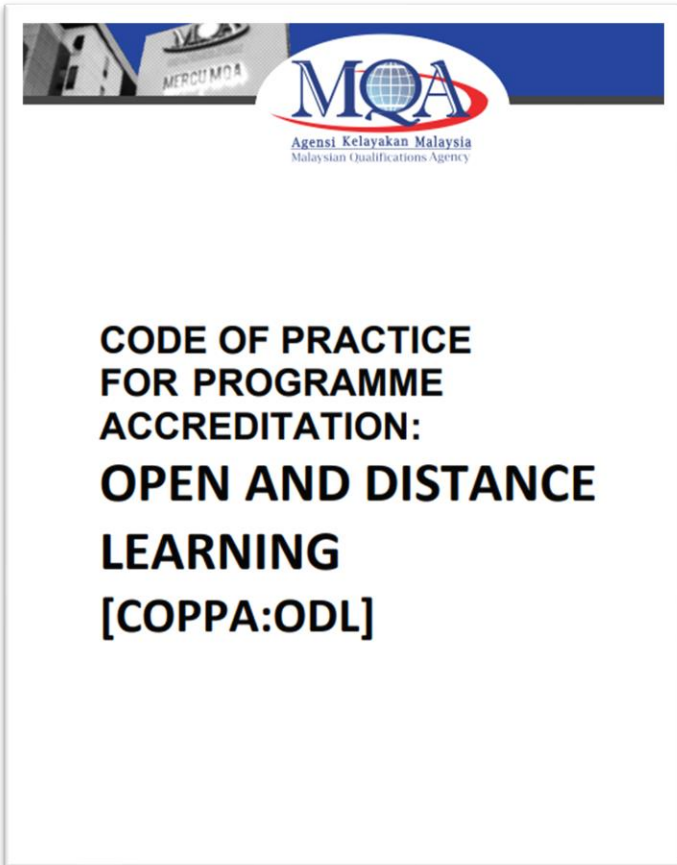 MERCU MQA
MQA
Agensi Kelayakan Malaysia
Malaysian Qualifications Agency
CODE OF PRACTICE
FOR PROGRAMME
ACCREDITATION:
OPEN AND DISTANCE
LEARNING
[COPPA:ODL]